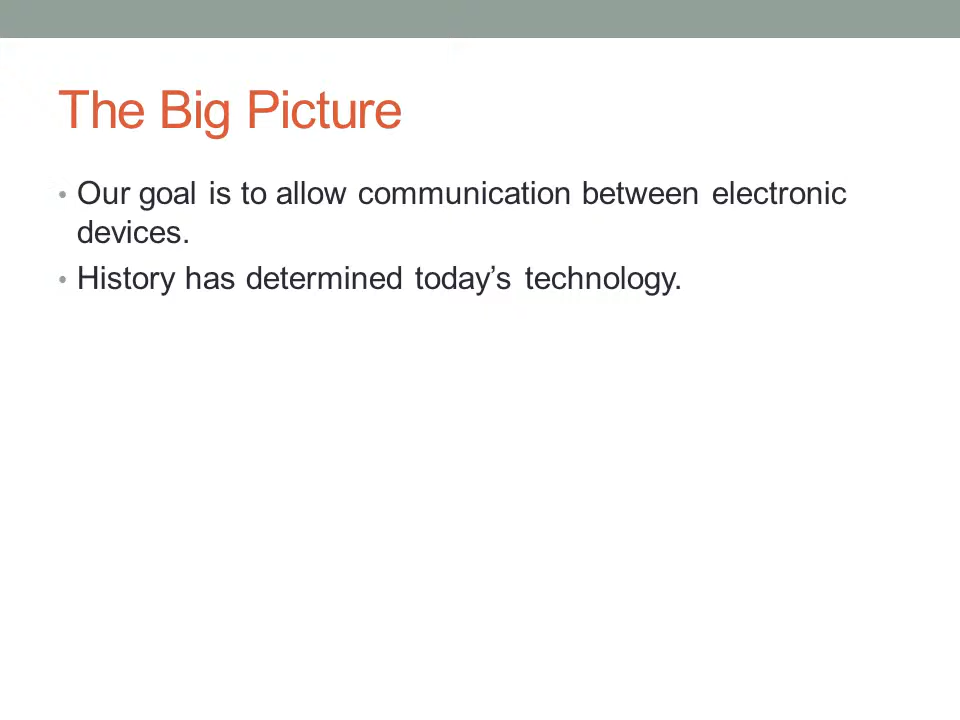 The Big Picture
• Our goal is to allow communication between electronic
devices.
• History has determined today’s technology.